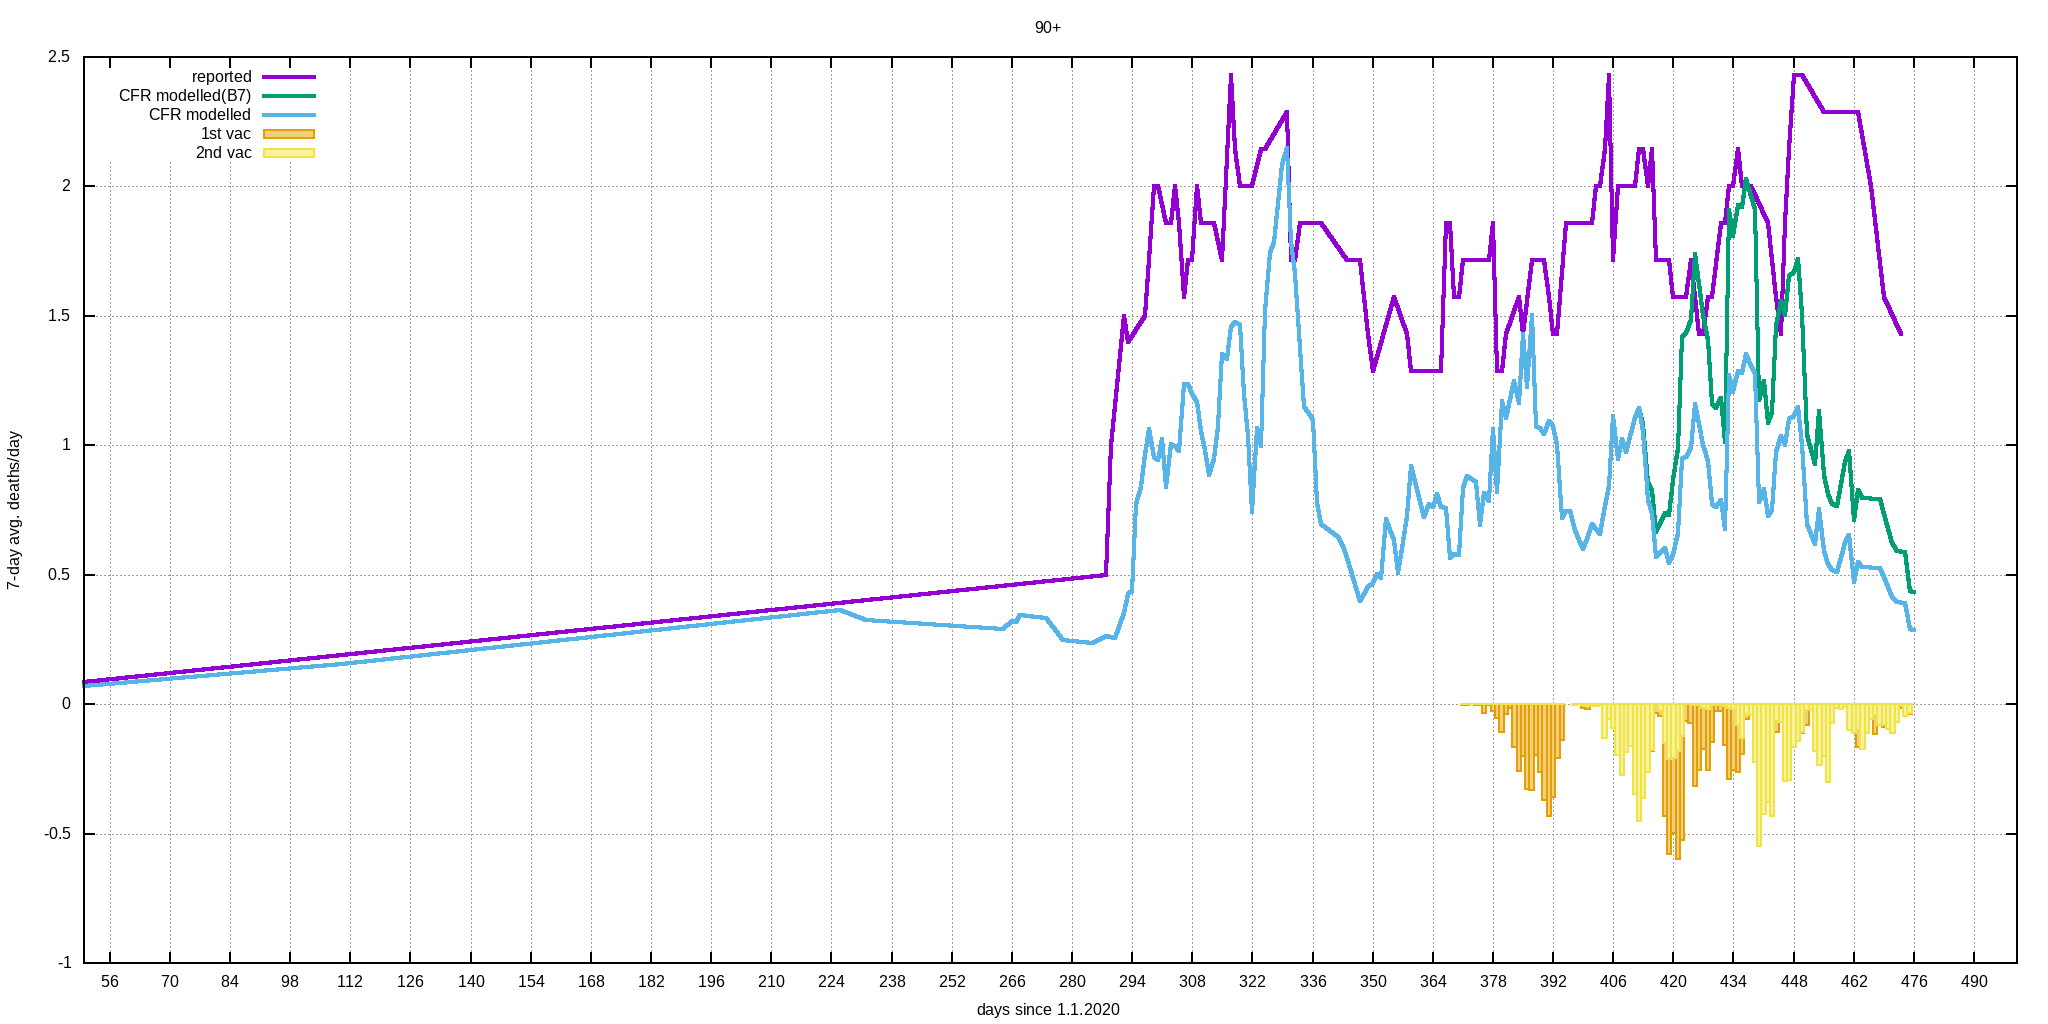 90+
reported
CFR modelled(B7)
CFR modelled
1st vac
2nd vac
2.5
2
1.5
1
0.5
0
-0.5
-1
7-day avg. deaths/day
56 70 84 98 112 126 140 154 168 182 196 210 224 238 252 266 280 294 308 322 336 350 364 378 392 406 420 434 448 462 476 490
days since 1.1.2020